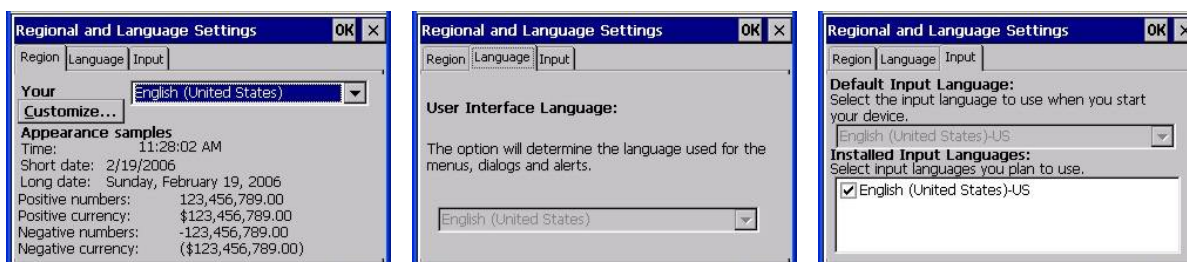 Regional and Language Settings OK ×
Region Language Input
Your English (United States)
Customize...
Appearance samples
Time: 11:28:02 AM
Short date: 2/19/2006
Long date: Sunday, February 19, 2006
Positive numbers: 123,456,789.00
Positive currency: $123,456,789.00
Negative numbers: -123,456,789.00
Negative currency: ($123,456,789.00)
Regional and Language Settings OK ×
Region Language Input
User Interface Language:
The option will determine the language used for the
menus, dialogs and alerts.
English (United States)
Regional and Language Settings OK ×
Region Language Input
Default Input Language:
Select the input language to use when you start
your device.
English (United States)-US
Installed Input Languages:
Select input languages you plan to use.
English (United States)-US